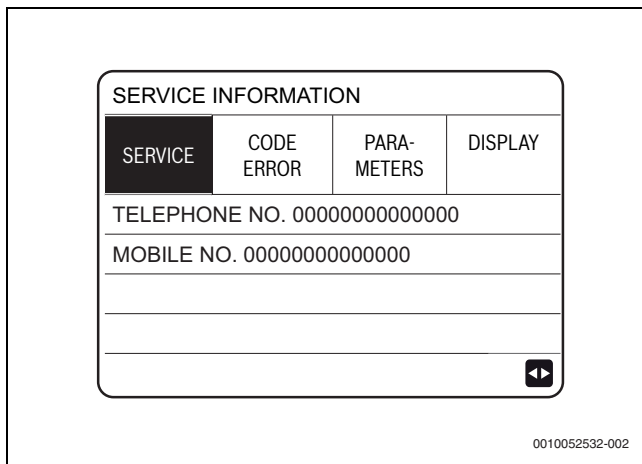 SERVICE INFORMATION
SERVICE
CODE
ERROR
PARA-
METERS
DISPLAY
TELEPHONE NO. 00000000000000
MOBILE NO. 00000000000000
0010052532-002